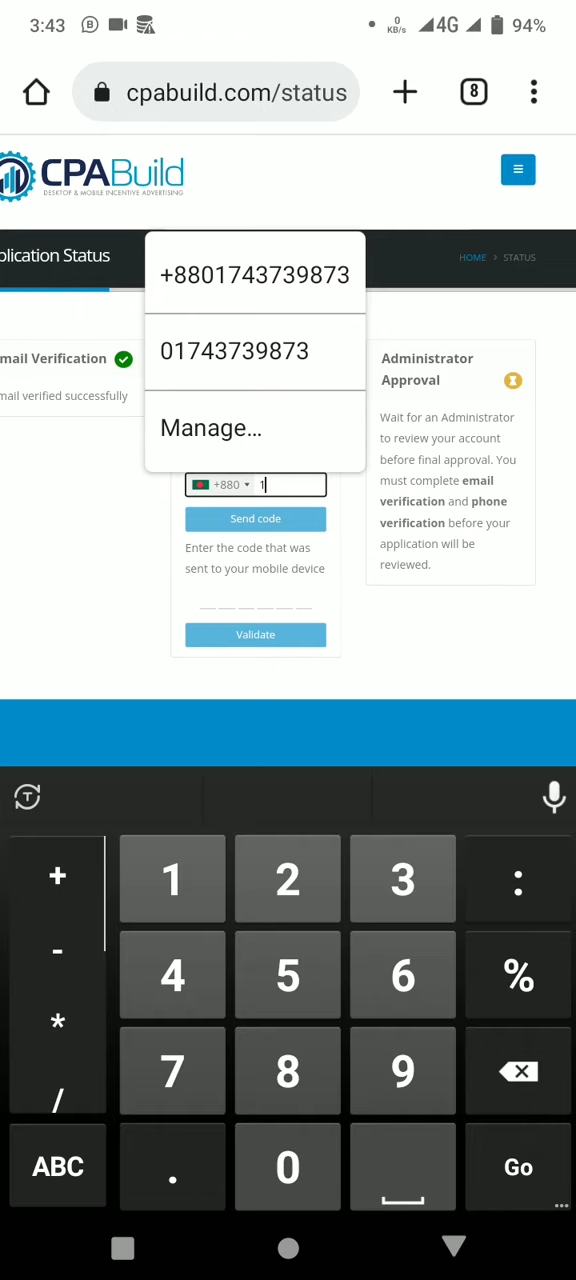 3:43
0
KB/s
4G
94%
cpabuild.com/status
8
CPABuild
DESKTOP & MOBILE INCENTIVE ADVERTISING
plication Status
HOME > STATUS
+8801743739873
01743739873
Manage...
mail Verification
mail verified successfully
+880
1
Send code
Enter the code that was
sent to your mobile device
Validate
Administrator
Approval
Wait for an Administrator
to review your account
before final approval. You
must complete email
verification and phone
verification before your
application will be
reviewed.
+ 1 2 3 :
- 4 5 6 %
* 7 8 9
/
ABC . 0 Go